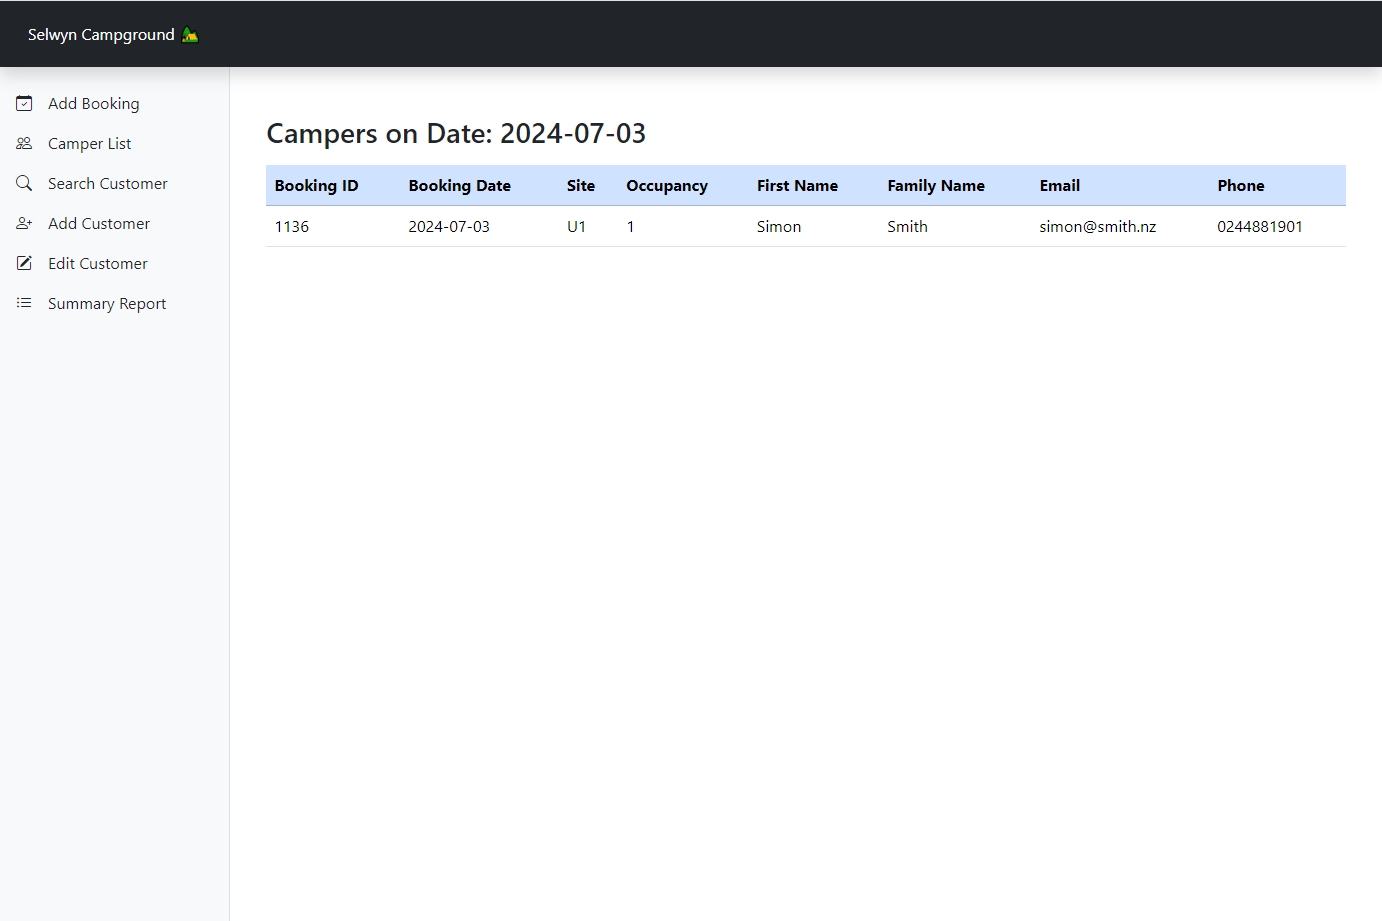 Selwyn Campground
Add Booking
Camper List
Search Customer
Add Customer
Edit Customer
Summary Report
Campers on Date: 2024-07-03
Booking ID Booking Date Site Occupancy First Name Family Name Email Phone
1136 2024-07-03 U1 1 Simon Smith simon@smith.nz 0244881901